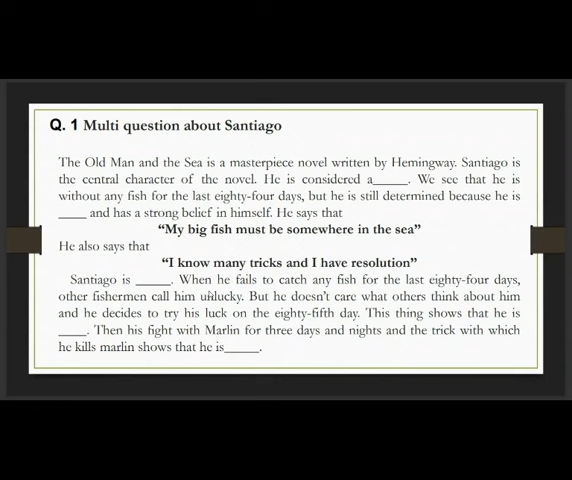 Q. 1 Multi question about Santiago
The Old Man and the Sea is a masterpiece novel written by Hemingway. Santiago is
the central character of the novel. He is considered a_____. We see that he is
without any fish for the last eighty-four days, but he is still determined because he is
____ and has a strong belief in himself. He says that
“My big fish must be somewhere in the sea”
He also says that
“I know many tricks and I have resolution”
Santiago is _____. When he fails to catch any fish for the last eighty-four days,
other fishermen call him unlucky. But he doesn't care what others think about him
and he decides to try his luck on the eighty-fifth day. This thing shows that he is
____. Then his fight with Marlin for three days and nights and the trick with which
he kills marlin shows that he is_____.